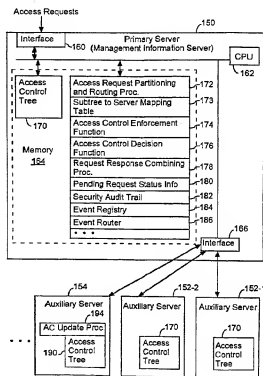 Access Requests
150
Interface
160
Primary Server
(Management Information Server)
CPU
162
Access
Control
Tree
170
Memory
164
Access Request Partitioning
and Routing Proc.
172
Subtree to Server Mapping
Table
173
Access Control Enforcement
Function
174
Access Control Decision
Function
176
Request Response Combining
Proc.
178
Pending Request Status Info
180
Security Audit Trail
182
Event Registry
184
Event Router
186
• • •
166
Interface
154
Auxiliary Server
194
AC Update Proc
190
Access
Control
Tree
• • •
152-2
Auxiliary Server
170
Access
Control
Tree
152-1
Auxiliary Server
170
Access
Control
Tree